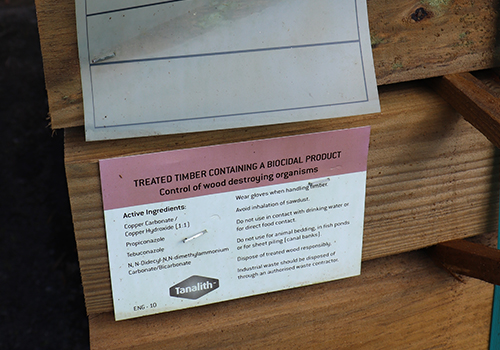 TREATED TIMBER CONTAINING A BIOCIDAL PRODUCT
Control of wood destroying organisms
Active Ingredients:
Copper Carbonate /
Copper Hydroxide [1:1]
Propiconazole
Tebuconazole
N, N-Didecyl-N,N-dimethylammonium
Carbonate/Bicarbonate
ENG - 10
Tanalith
Wear gloves when handling timber.
Avoid inhalation of sawdust.
Do not use in contact with drinking water or
for direct food contact.
Do not use for animal bedding, in fish ponds
or for sheet piling [canal banks].
Dispose of treated wood responsibly.
Industrial waste should be disposed of
through an authorised waste contractor.